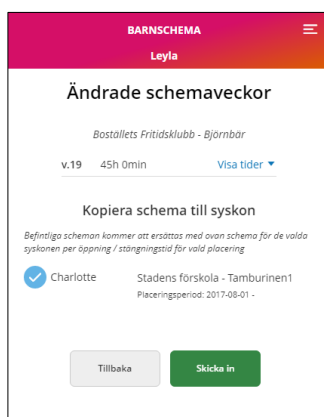 BARNSCHEMA
Leyla
Ändrade schemaveckor
Boställets Fritidsklubb - Björnbär
v.19 45h 0min Visa tider
Kopiera schema till syskon
Befintliga scheman kommer att ersättas med ovan schema för de valda
syskonen per öppning / stängningstid för vald placering
Charlotte Stadens förskola - Tamburinen1
Placeringsperiod: 2017-08-01 -
Tillbaka Skicka in